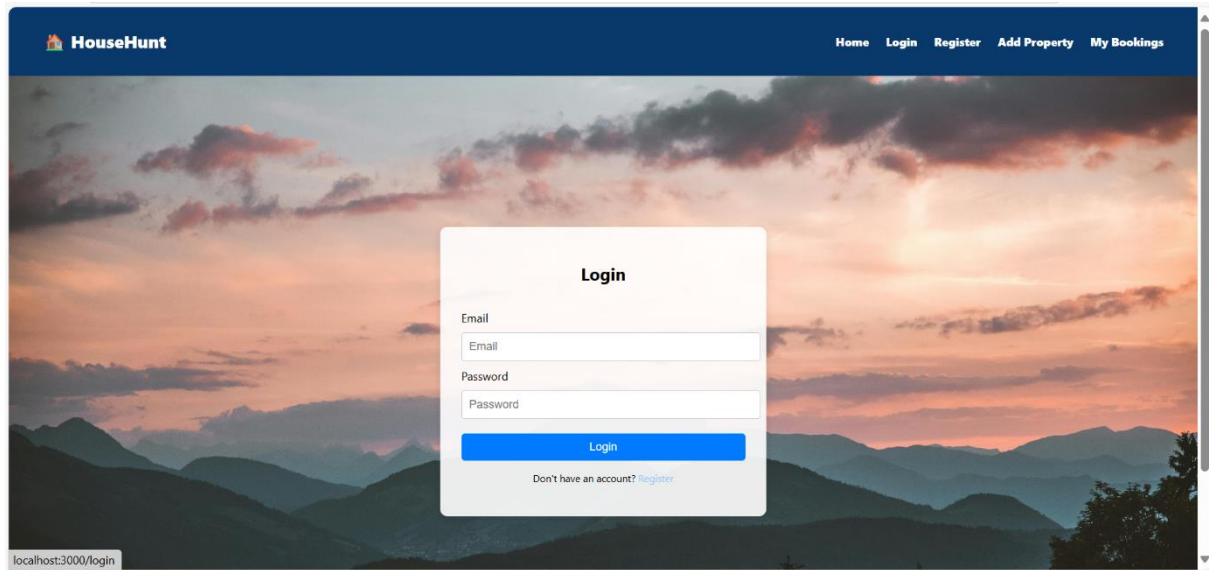 🏠 HouseHunt
Home Login Register Add Property My Bookings
Login
Email
Email
Password
Password
Login
Don't have an account? Register
localhost:3000/login